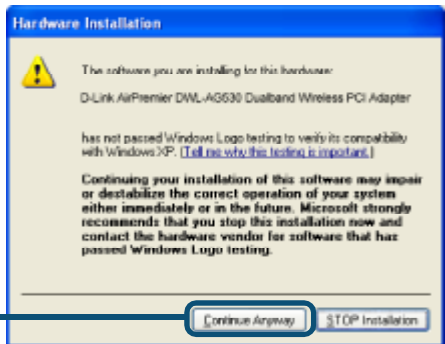 Hardware Installation
The software you are installing for this hardware:
D-Link AirPremier DWL-AG530 Dualband Wireless PCI Adapter
has not passed Windows Logo testing to verify its compatibility
with Windows XP. (Tell me why this testing is important.)
Continuing your installation of this software may impair
or destabilize the correct operation of your system
either immediately or in the future. Microsoft strongly
recommends that you stop this installation now and
contact the hardware vendor for software that has
passed Windows Logo testing.
Continue Anyway
STOP Installation